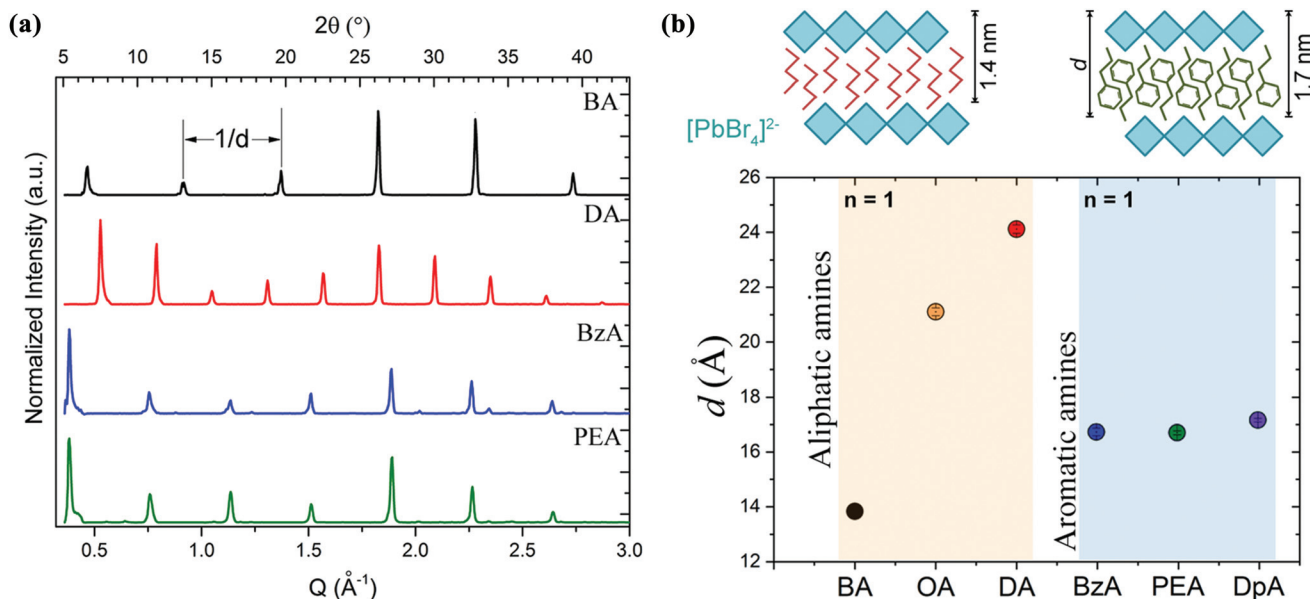 (a)
2θ (°)
5 10 15 20 25 30 35 40
BA
1/d
DA
BzA
PEA
Normalized Intensity (a.u.)
0.5 1.0 1.5 2.0 2.5 3.0
Q (Å⁻¹)
(b)
1.4 nm
d
1.7 nm
[PbBr₄]²⁻
n = 1
n = 1
Aliphatic amines
Aromatic amines
d (Å)
26
24
22
20
18
16
14
12
BA OA DA BzA PEA DpA